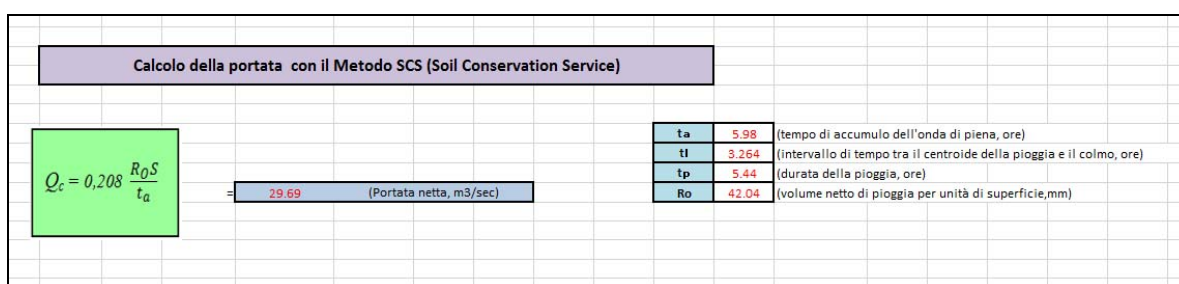 Calcolo della portata con il Metodo SCS (Soil Conservation Service)
ta 5.98 (tempo di accumulo dell'onda di piena, ore)
tl 3.264 (intervallo di tempo tra il centroide della pioggia e il colmo, ore)
tp 5.44 (durata della pioggia, ore)
Ro 42.04 (volume netto di pioggia per unità di superficie,mm)
Q_c = 0,208 R_0S / t_a
= 29.69 (Portata netta, m3/sec)